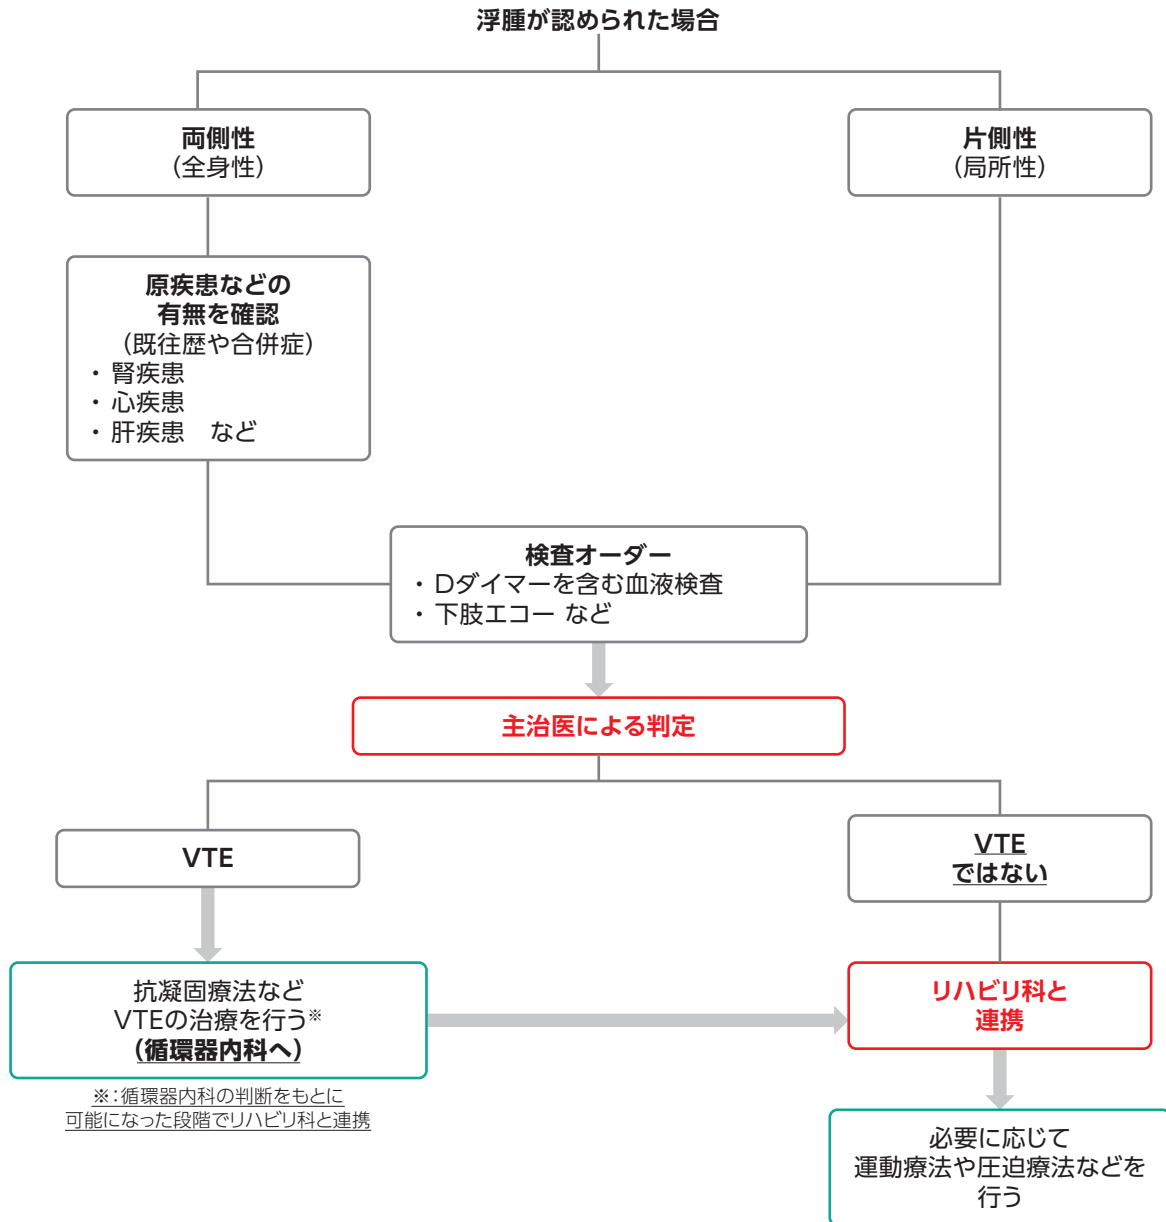 浮腫が認められた場合
両側性
(全身性)
片側性
(局所性)
原疾患などの
有無を確認
(既往歴や合併症)
・ 腎疾患
・ 心疾患
・ 肝疾患　など
検査オーダー
・ Dダイマーを含む血液検査
・ 下肢エコー など
主治医による判定
VTE
VTE
ではない
抗凝固療法など
VTEの治療を行う※
(循環器内科へ)
※：循環器内科の判断をもとに
可能になった段階でリハビリ科と連携
リハビリ科と
連携
必要に応じて
運動療法や圧迫療法などを
行う